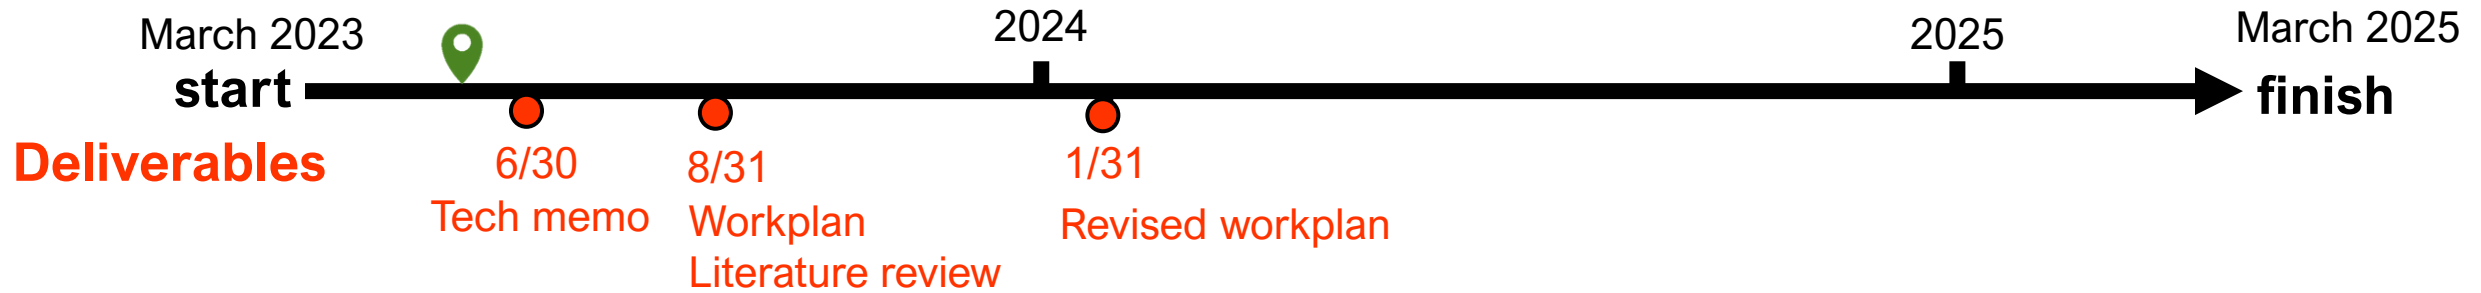 March 2023
2024
2025
March 2025
start
finish
Deliverables
6/30
Tech memo
8/31
Workplan
Literature review
1/31
Revised workplan